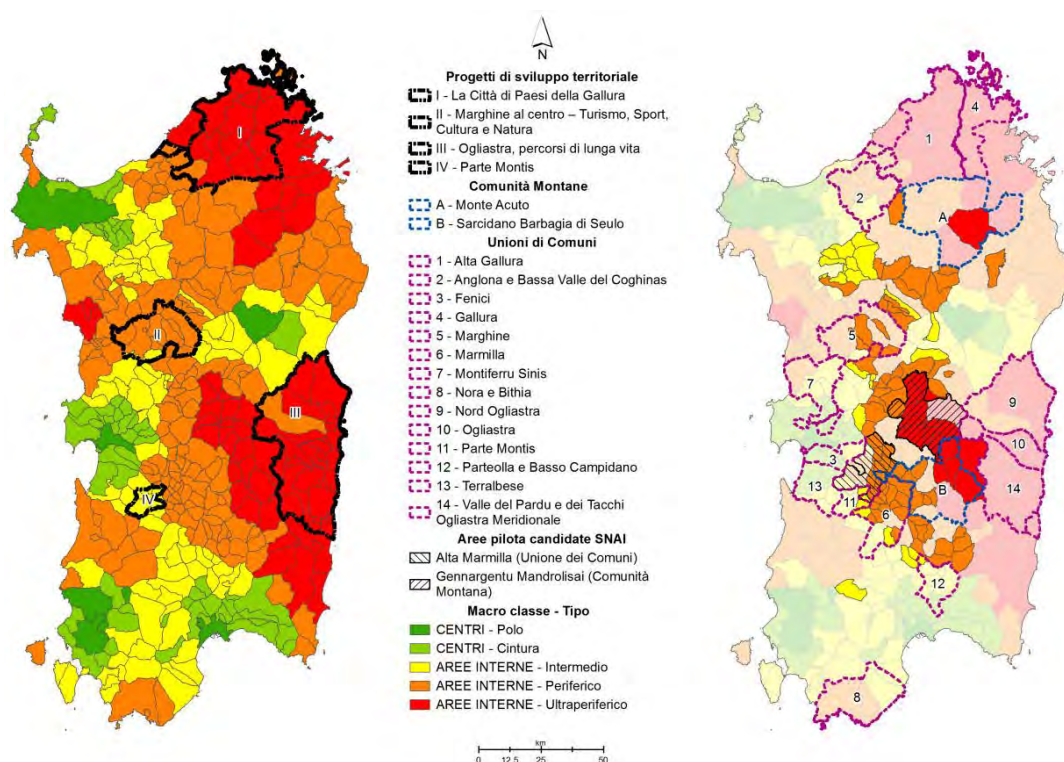 N
Progetti di sviluppo territoriale
I - La Città di Paesi della Gallura
II - Marghine al centro – Turismo, Sport,
Cultura e Natura
III - Ogliastra, percorsi di lunga vita
IV - Parte Montis
Comunità Montane
A - Monte Acuto
B - Sarcidano Barbagia di Seulo
Unioni di Comuni
1 - Alta Gallura
2 - Anglona e Bassa Valle del Coghinas
3 - Fenici
4 - Gallura
5 - Marghine
6 - Marmilla
7 - Montiferru Sinis
8 - Nora e Bithia
9 - Nord Ogliastra
10 - Ogliastra
11 - Parte Montis
12 - Parteolla e Basso Campidano
13 - Terralbese
14 - Valle del Pardu e dei Tacchi
Ogliastra Meridionale
Aree pilota candidate SNAI
Alta Marmilla (Unione dei Comuni)
Gennargentu Mandrolisai (Comunità
Montana)
Macro classe - Tipo
CENTRI - Polo
CENTRI - Cintura
AREE INTERNE - Intermedio
AREE INTERNE - Periferico
AREE INTERNE - Ultraperiferico
km
0 12.5 25 50
I
II
III
IV
4
1
2
A
5
7
9
10
3
B
13
11
14
6
12
8